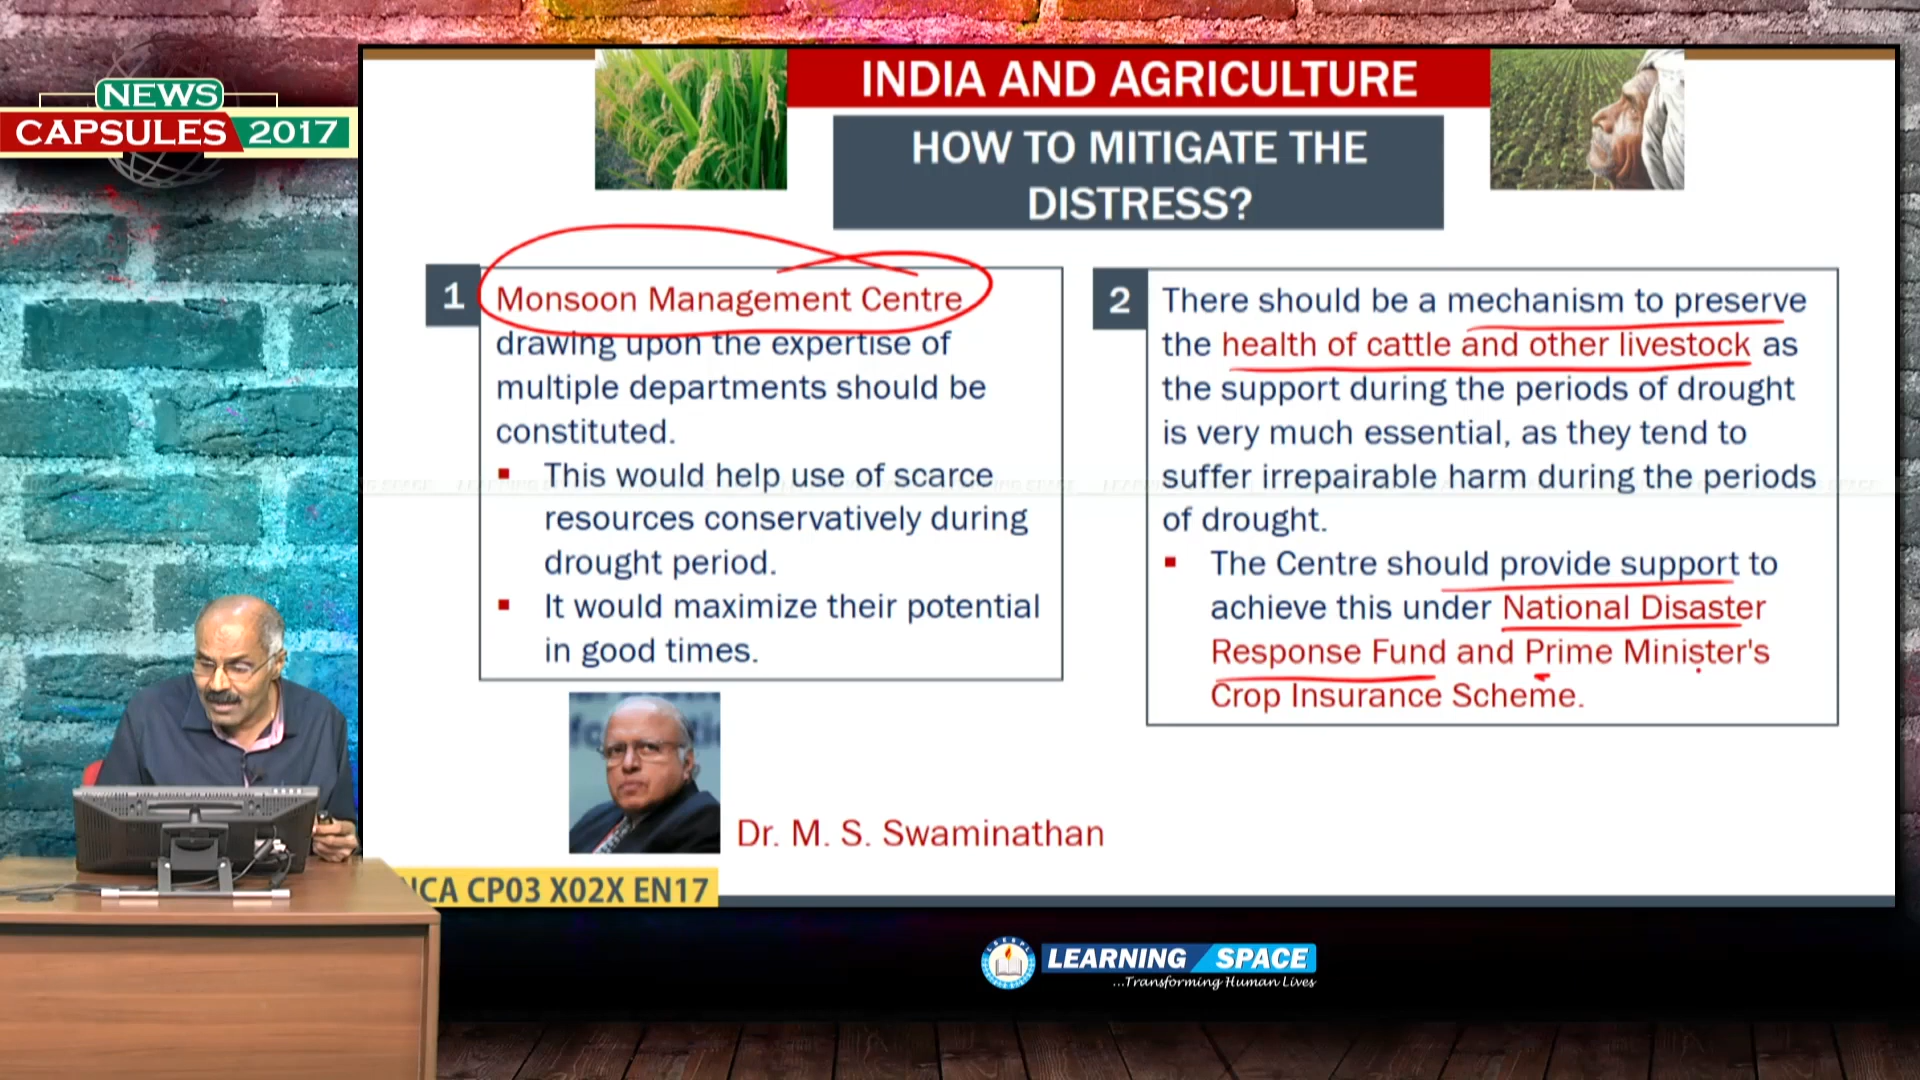 NEWS
CAPSULES 2017
INDIA AND AGRICULTURE
HOW TO MITIGATE THE
DISTRESS?
1
Monsoon Management Centre
drawing upon the expertise of
multiple departments should be
constituted.
▪ This would help use of scarce
resources conservatively during
drought period.
▪ It would maximize their potential
in good times.
2
There should be a mechanism to preserve
the health of cattle and other livestock as
the support during the periods of drought
is very much essential, as they tend to
suffer irrepairable harm during the periods
of drought.
▪ The Centre should provide support to
achieve this under National Disaster
Response Fund and Prime Minister's
Crop Insurance Scheme.
Dr. M. S. Swaminathan
CA CP03 X02X EN17
LEARNING SPACE
...Transforming Human Lives